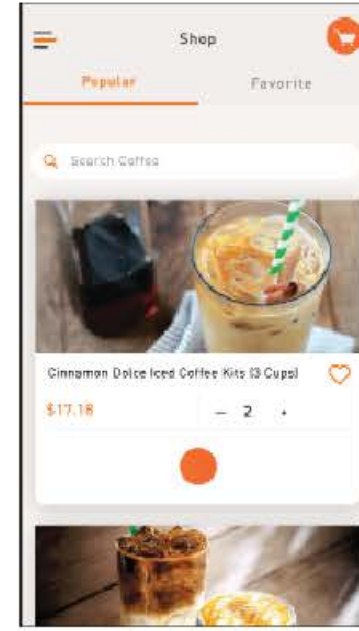 Shop
Popular Favorite
Search Coffee
Cinnamon Dolce Iced Coffee Kits (3 Cups)
$17.18 − 2 +